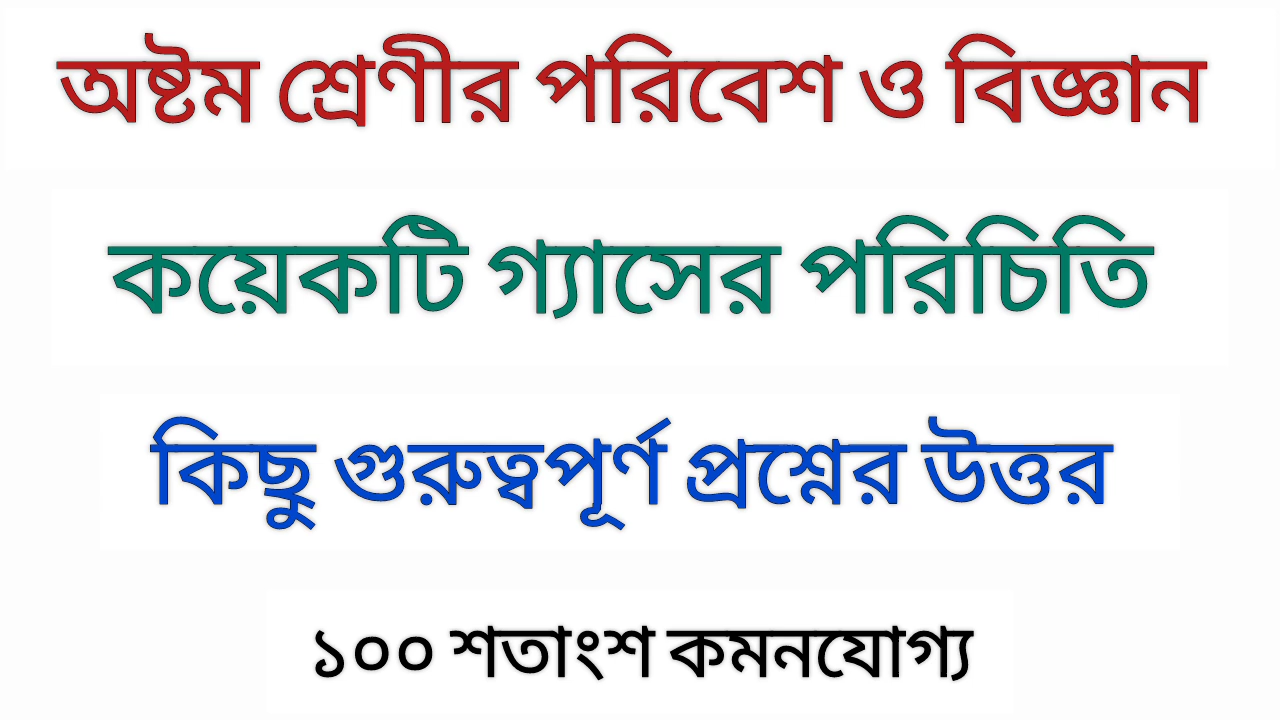 অষ্টম শ্রেণীর পরিবেশ ও বিজ্ঞান
কয়েকটি গ্যাসের পরিচিতি
কিছু গুরুত্বপূর্ণ প্রশ্নের উত্তর
১০০ শতাংশ কমনযোগ্য